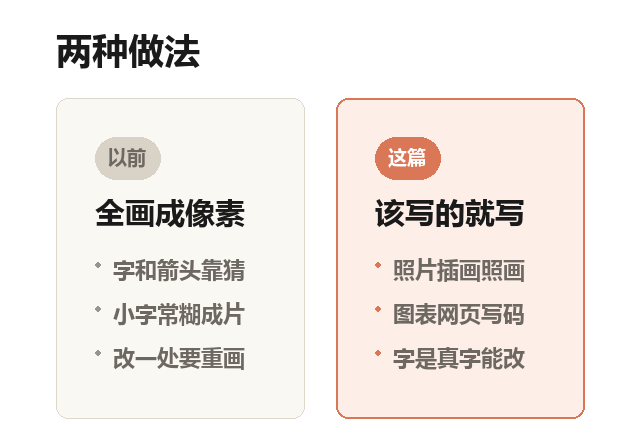 两种做法
以前
全画成像素
字和箭头靠猜
小字常糊成片
改一处要重画
这篇
该写的就写
照片插画照画
图表网页写码
字是真字能改